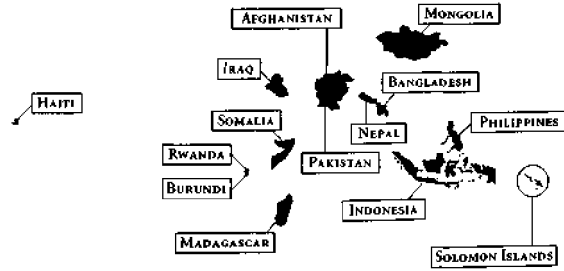 AFGHANISTAN
MONGOLIA
IRAQ
BANGLADESH
HAITI
SOMALIA
NEPAL
PHILIPPINES
RWANDA
PAKISTAN
BURUNDI
INDONESIA
MADAGASCAR
SOLOMON ISLANDS